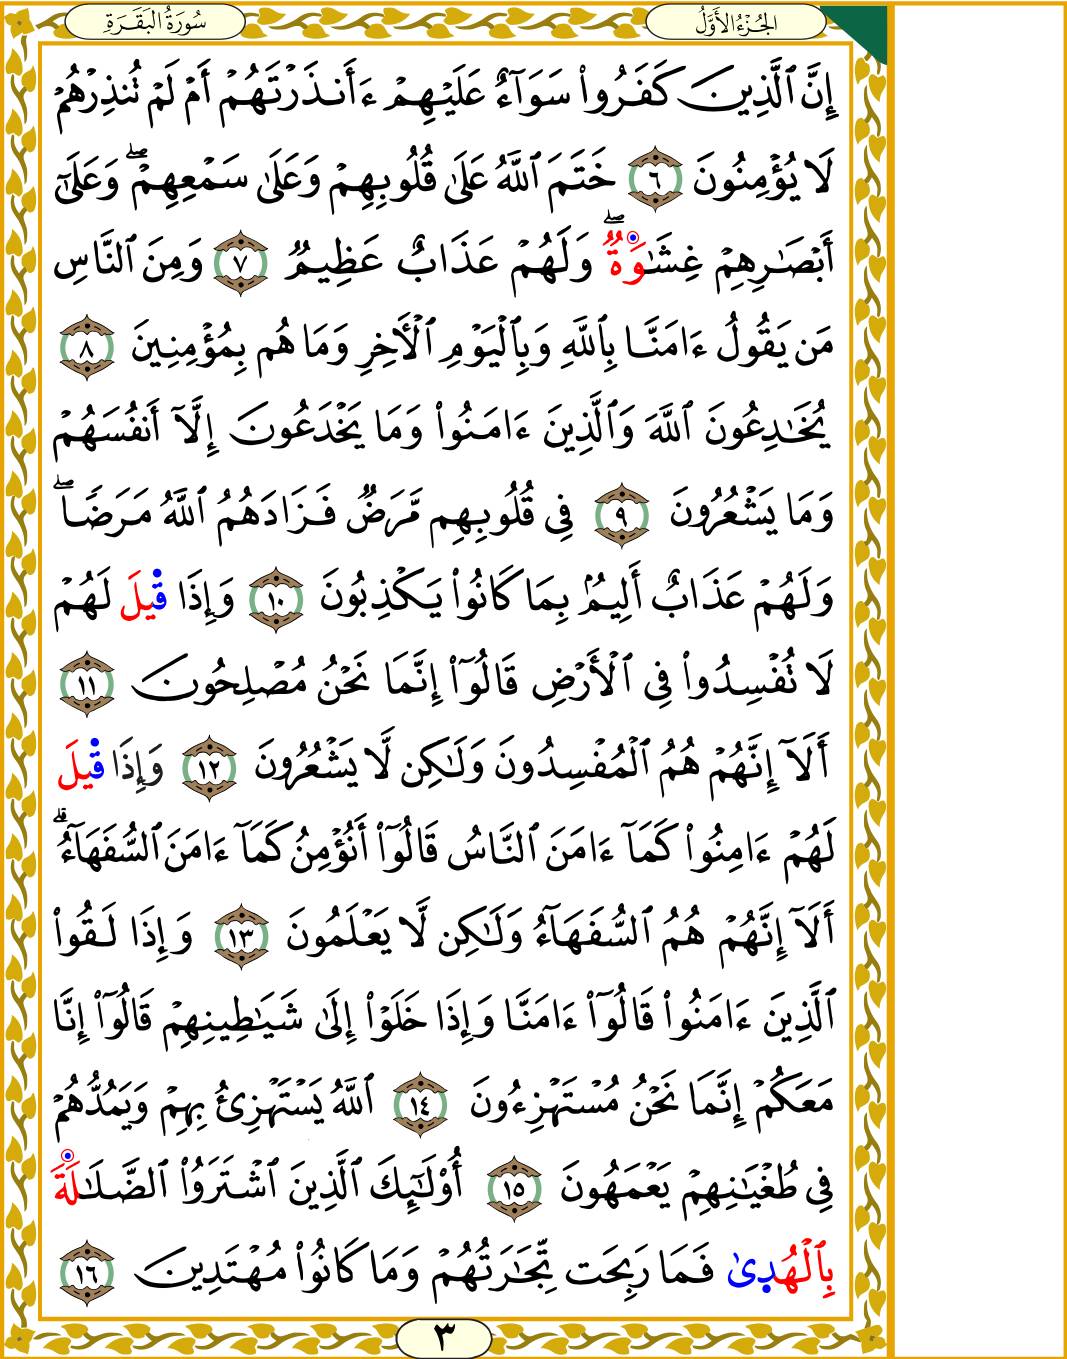 سُورَةُ البَقَرَةِ
الجُزْءُ الأَوَّلُ
إِنَّ ٱلَّذِينَ كَفَرُوا۟ سَوَآءٌ عَلَيْهِمْ ءَأَنذَرْتَهُمْ أَمْ لَمْ تُنذِرْهُمْ
لَا يُؤْمِنُونَ ٦ خَتَمَ ٱللَّهُ عَلَىٰ قُلُوبِهِمْ وَعَلَىٰ سَمْعِهِمْ ۖ وَعَلَىٰٓ
أَبْصَـٰرِهِمْ غِشَـٰوَةٌ ۖ وَلَهُمْ عَذَابٌ عَظِيمٌ ٧ وَمِنَ ٱلنَّاسِ
مَن يَقُولُ ءَامَنَّا بِٱللَّهِ وَبِٱلْيَوْمِ ٱلْـَٔاخِرِ وَمَا هُم بِمُؤْمِنِينَ ٨
يُخَـٰدِعُونَ ٱللَّهَ وَٱلَّذِينَ ءَامَنُوا۟ وَمَا يَخْدَعُونَ إِلَّآ أَنفُسَهُمْ
وَمَا يَشْعُرُونَ ٩ فِى قُلُوبِهِم مَّرَضٌ فَزَادَهُمُ ٱللَّهُ مَرَضًا ۖ
وَلَهُمْ عَذَابٌ أَلِيمٌۢ بِمَا كَانُوا۟ يَكْذِبُونَ ١٠ وَإِذَا قِيلَ لَهُمْ
لَا تُفْسِدُوا۟ فِى ٱلْأَرْضِ قَالُوٓا۟ إِنَّمَا نَحْنُ مُصْلِحُونَ ١١
أَلَآ إِنَّهُمْ هُمُ ٱلْمُفْسِدُونَ وَلَـٰكِن لَّا يَشْعُرُونَ ١٢ وَإِذَا قِيلَ
لَهُمْ ءَامِنُوا۟ كَمَآ ءَامَنَ ٱلنَّاسُ قَالُوٓا۟ أَنُؤْمِنُ كَمَآ ءَامَنَ ٱلسُّفَهَآءُ ۗ
أَلَآ إِنَّهُمْ هُمُ ٱلسُّفَهَآءُ وَلَـٰكِن لَّا يَعْلَمُونَ ١٣ وَإِذَا لَقُوا۟
ٱلَّذِينَ ءَامَنُوا۟ قَالُوٓا۟ ءَامَنَّا وَإِذَا خَلَوْا۟ إِلَىٰ شَيَـٰطِينِهِمْ قَالُوٓا۟ إِنَّا
مَعَكُمْ إِنَّمَا نَحْنُ مُسْتَهْزِءُونَ ١٤ ٱللَّهُ يَسْتَهْزِئُ بِهِمْ وَيَمُدُّهُمْ
فِى طُغْيَـٰنِهِمْ يَعْمَهُونَ ١٥ أُو۟لَـٰٓئِكَ ٱلَّذِينَ ٱشْتَرَوُا۟ ٱلضَّلَـٰلَةَ
بِٱلْهُدِىٰ فَمَا رَبِحَت تِّجَـٰرَتُهُمْ وَمَا كَانُوا۟ مُهْتَدِينَ ١٦
٣